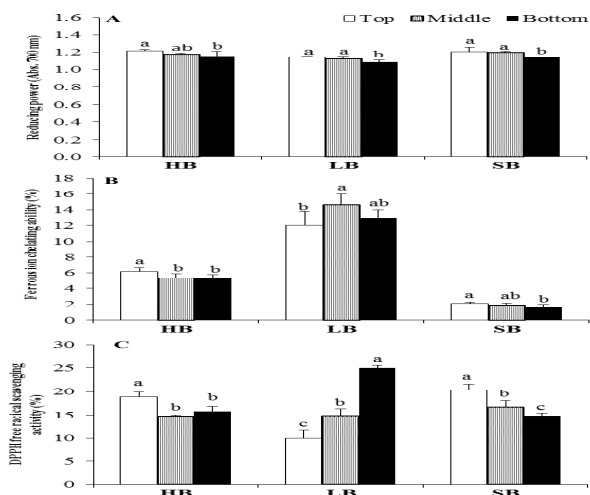 A
Top Middle Bottom
Reducing power (Abs. 700 nm)
1.6
1.4
1.2
1.0
0.8
0.6
0.4
0.2
0.0
a ab b
a a b
a a b
HB LB SB
B
Ferrous ion chelating ability (%)
18
16
14
12
10
8
6
4
2
0
a b b
b a ab
a ab b
HB LB SB
C
DPPH free radical scavenging
activity (%)
30
25
20
15
10
5
0
a b b
c b a
a b c
HB LB SB